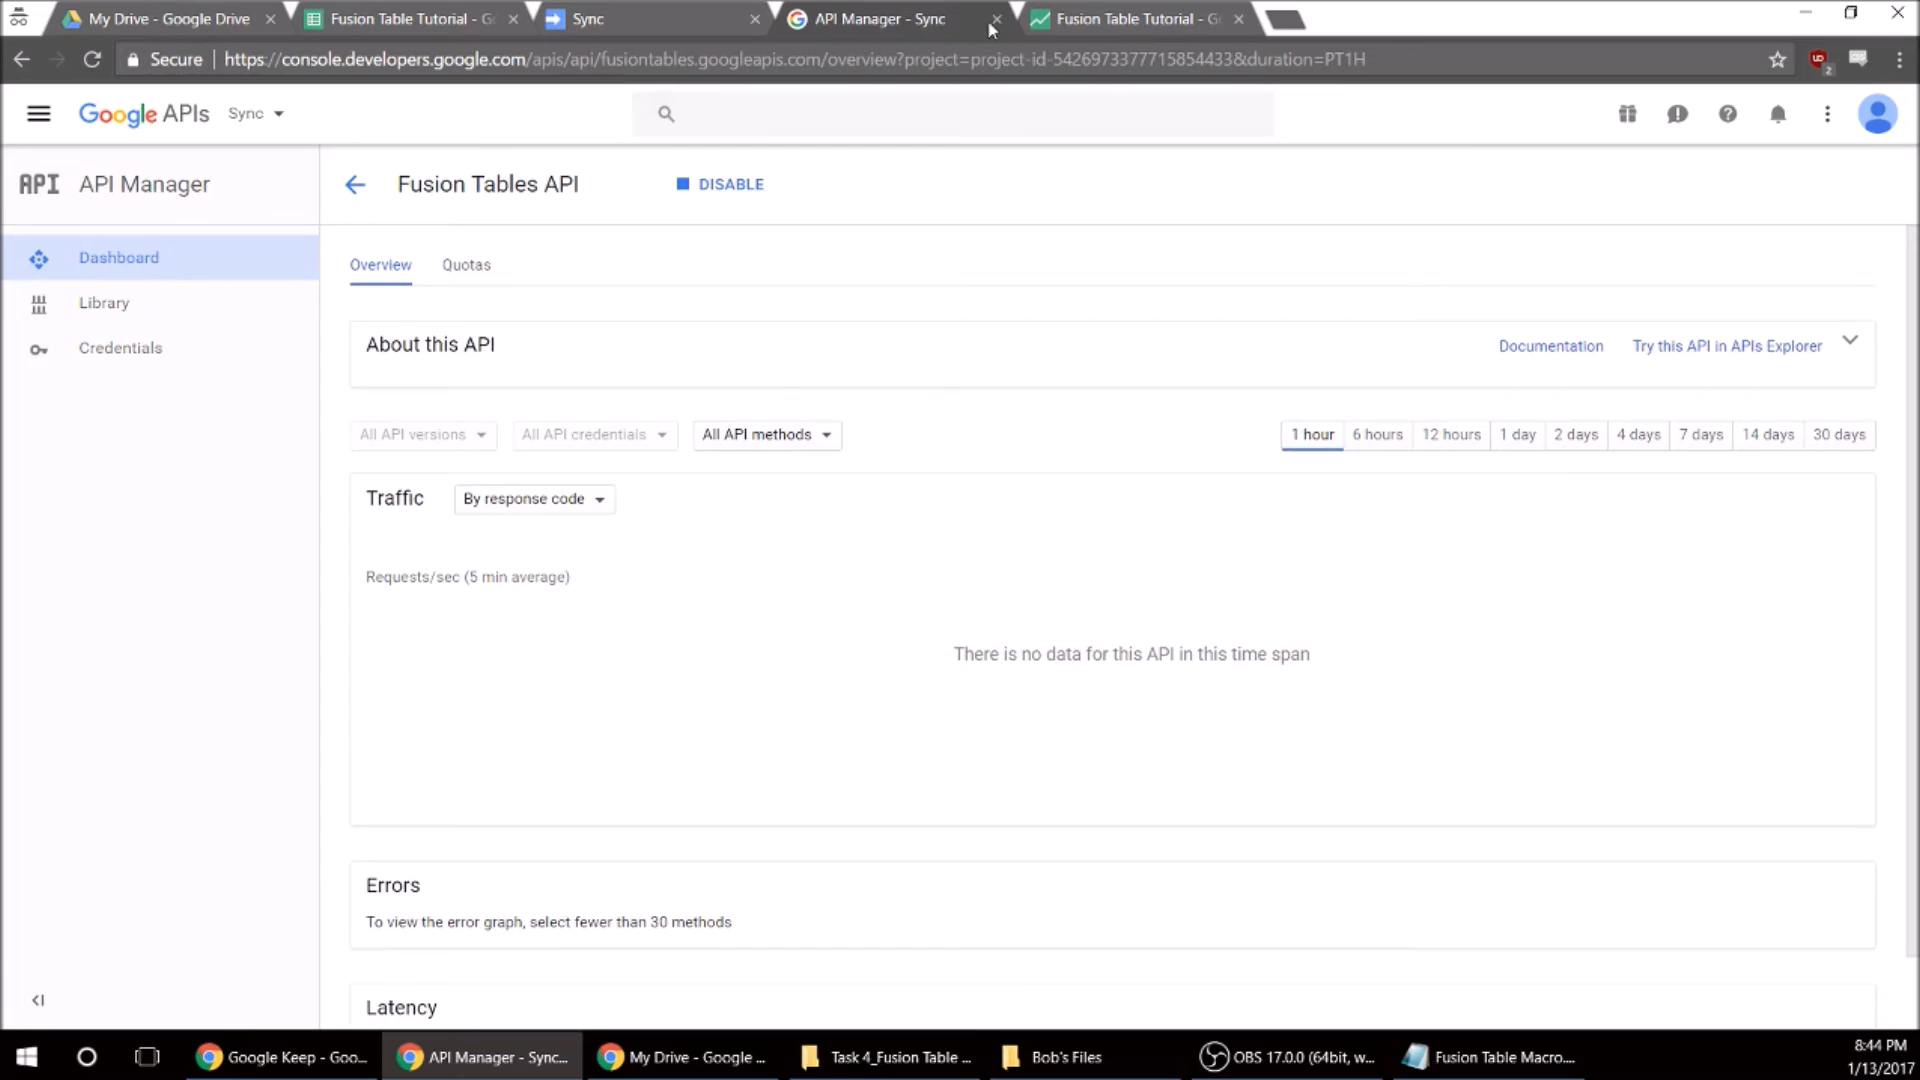 My Drive - Google Drive
Fusion Table Tutorial - G
Sync
API Manager - Sync
Fusion Table Tutorial - G
Secure
https://console.developers.google.com/apis/api/fusiontables.googleapis.com/overview?project=project-id-5426973377715854433&duration=PT1H
2
Google APIs
Sync
API
API Manager
Fusion Tables API
DISABLE
Dashboard
Library
Credentials
Overview
Quotas
About this API
Documentation
Try this API in APIs Explorer
All API versions
All API credentials
All API methods
1 hour
6 hours
12 hours
1 day
2 days
4 days
7 days
14 days
30 days
Traffic
By response code
Requests/sec (5 min average)
There is no data for this API in this time span
Errors
To view the error graph, select fewer than 30 methods
Latency
Google Keep - Goo...
API Manager - Sync...
My Drive - Google ...
Task 4_Fusion Table ...
Bob's Files
OBS 17.0.0 (64bit, w...
Fusion Table Macro....
8:44 PM
1/13/2017